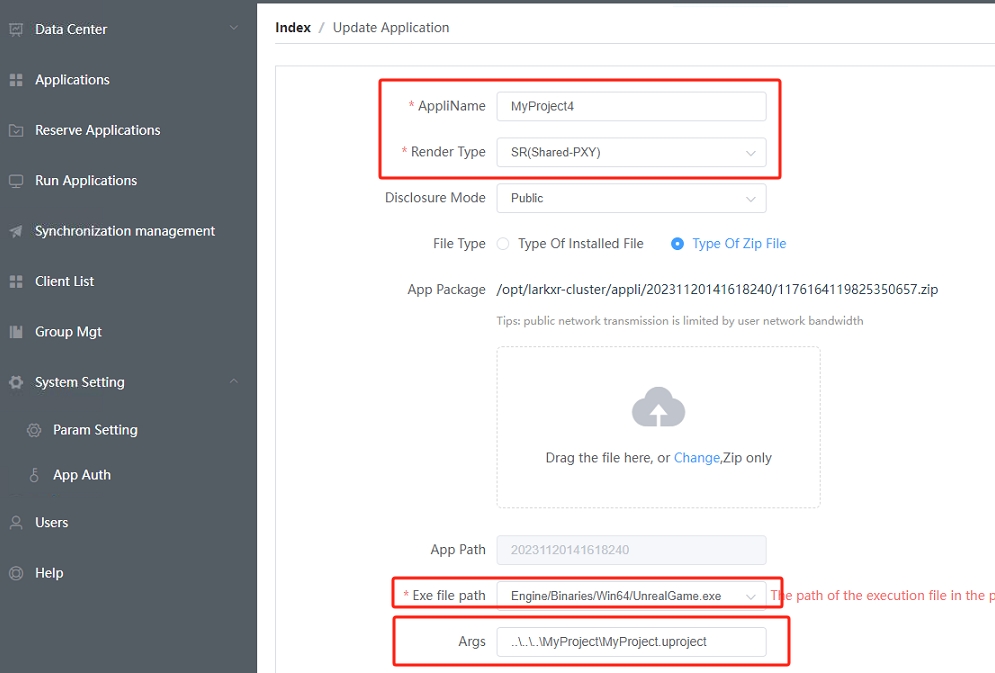 Data Center
Applications
Reserve Applications
Run Applications
Synchronization management
Client List
Group Mgt
System Setting
Param Setting
App Auth
Users
Help
Index / Update Application
* AppliName MyProject4
* Render Type SR(Shared-PXY)
Disclosure Mode Public
File Type Type Of Installed File Type Of Zip File
App Package /opt/larkxr-cluster/appli/20231120141618240/1176164119825350657.zip
Tips: public network transmission is limited by user network bandwidth
Drag the file here, or Change,Zip only
App Path 20231120141618240
* Exe file path Engine/Binaries/Win64/UnrealGame.exe The path of the execution file in the p
Args ..\..\..\MyProject\MyProject.uproject